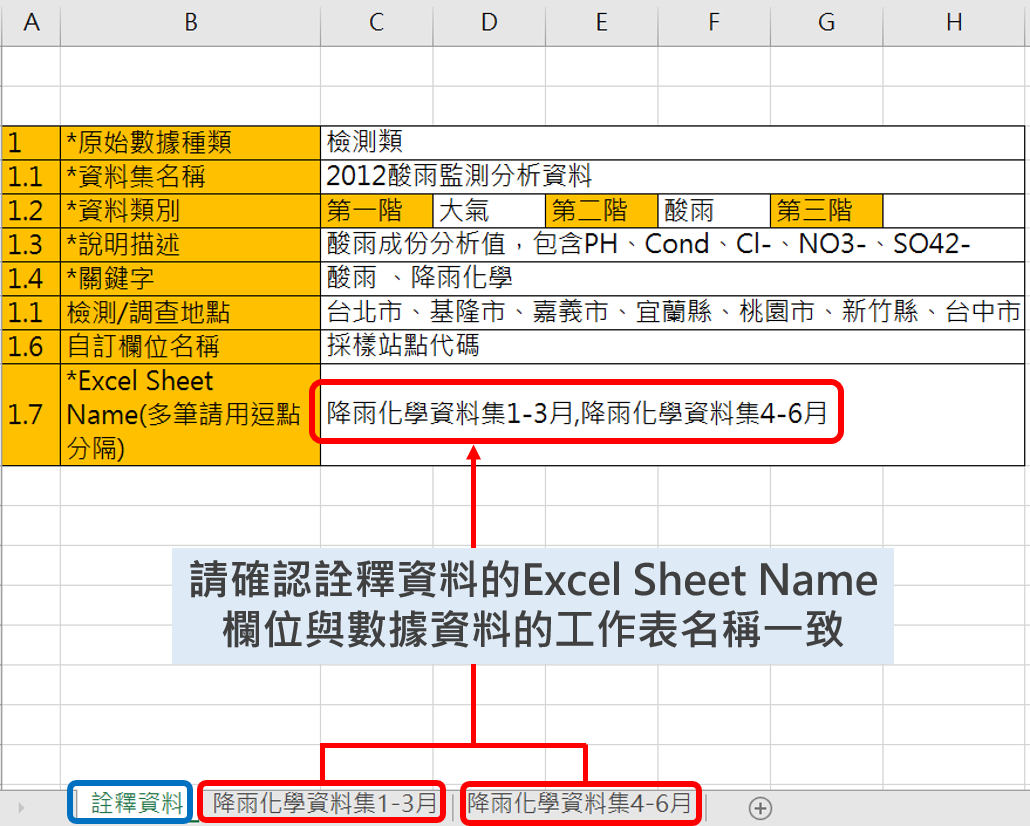 A B C D E F G H
1 *原始數據種類 檢測類
1.1 *資料集名稱 2012酸雨監測分析資料
1.2 *資料類別 第一階 大氣 第二階 酸雨 第三階
1.3 *說明描述 酸雨成份分析值，包含PH、Cond、Cl-、NO3-、SO42-
1.4 *關鍵字 酸雨 、降雨化學
1.1 檢測/調查地點 台北市、基隆市、嘉義市、宜蘭縣、桃園市、新竹縣、台中市
1.6 自訂欄位名稱 採樣站點代碼
*Excel Sheet
1.7 Name(多筆請用逗點 降雨化學資料集1-3月,降雨化學資料集4-6月
分隔)
請確認詮釋資料的Excel Sheet Name
欄位與數據資料的工作表名稱一致
詮釋資料 降雨化學資料集1-3月 降雨化學資料集4-6月